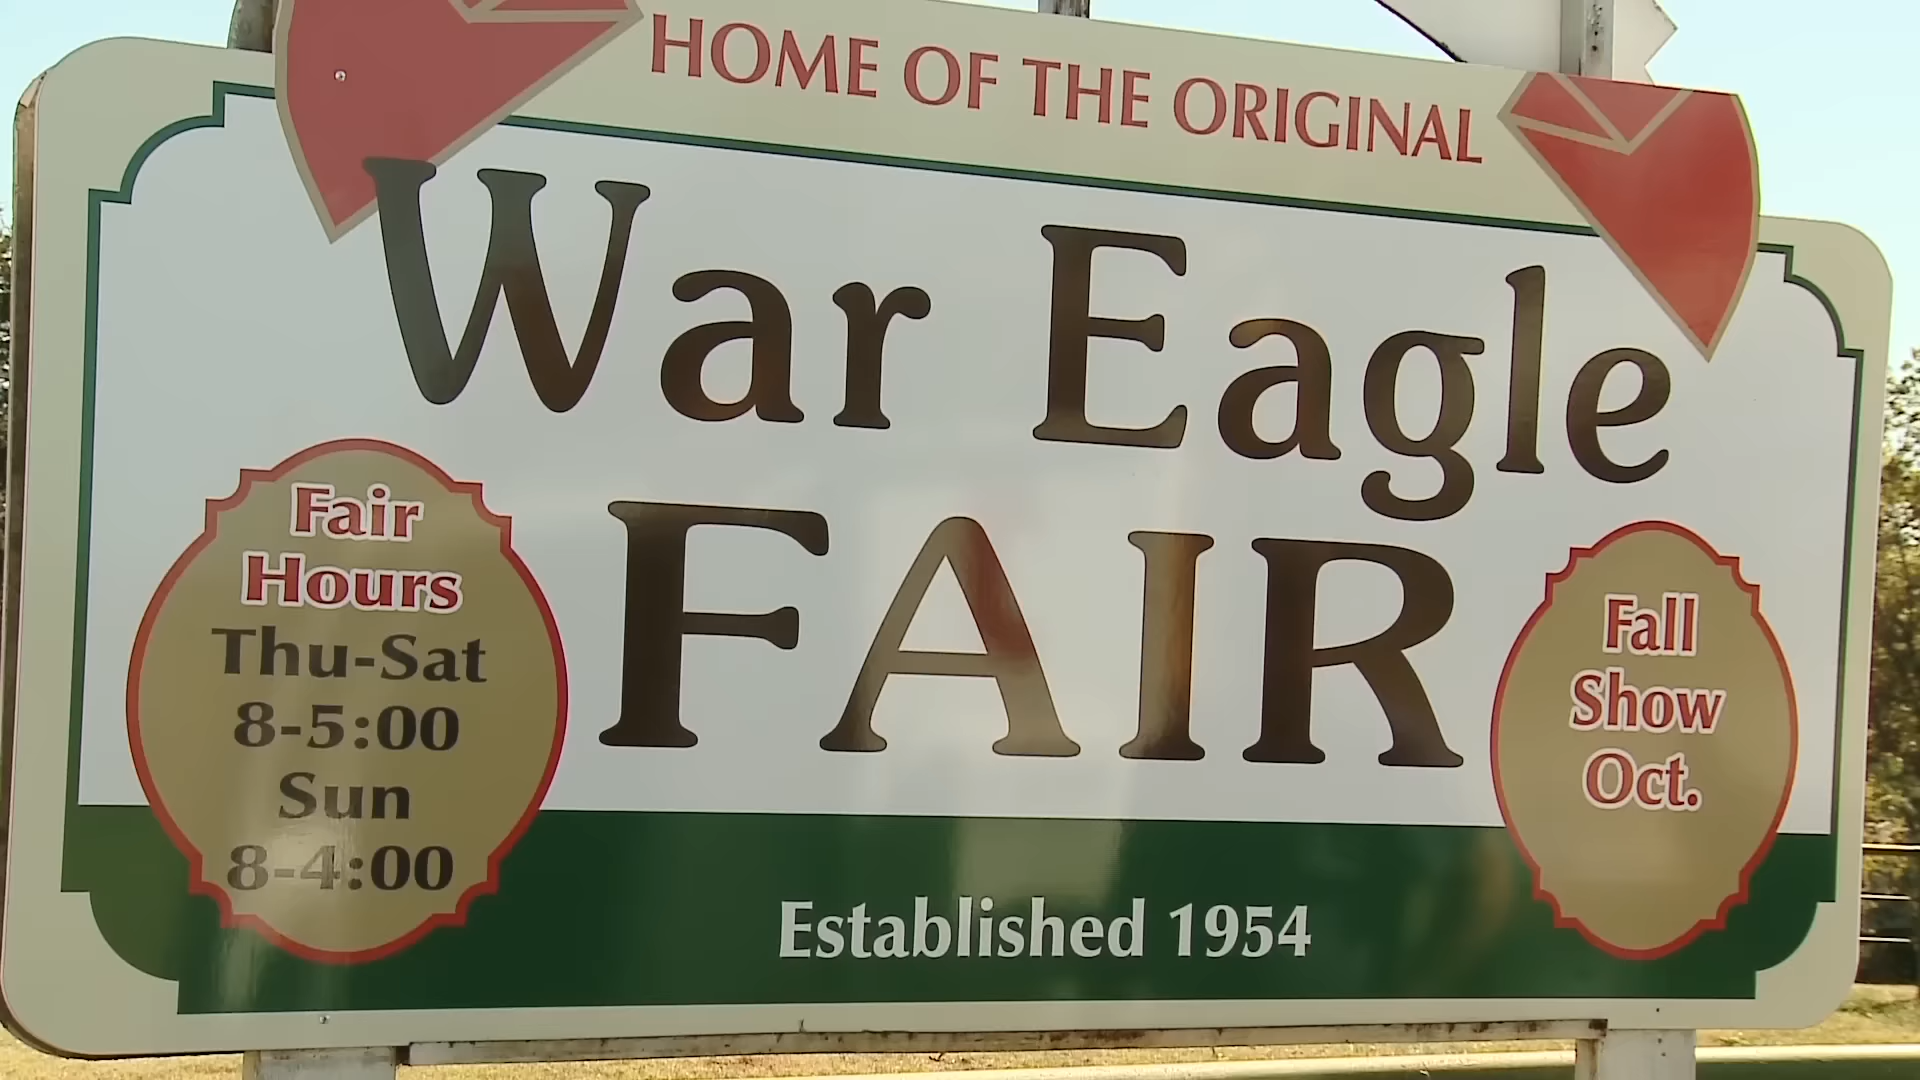 HOME OF THE ORIGINAL
War Eagle
FAIR
Fair
Hours
Thu-Sat
8-5:00
Sun
8-4:00
Fall
Show
Oct.
Established 1954